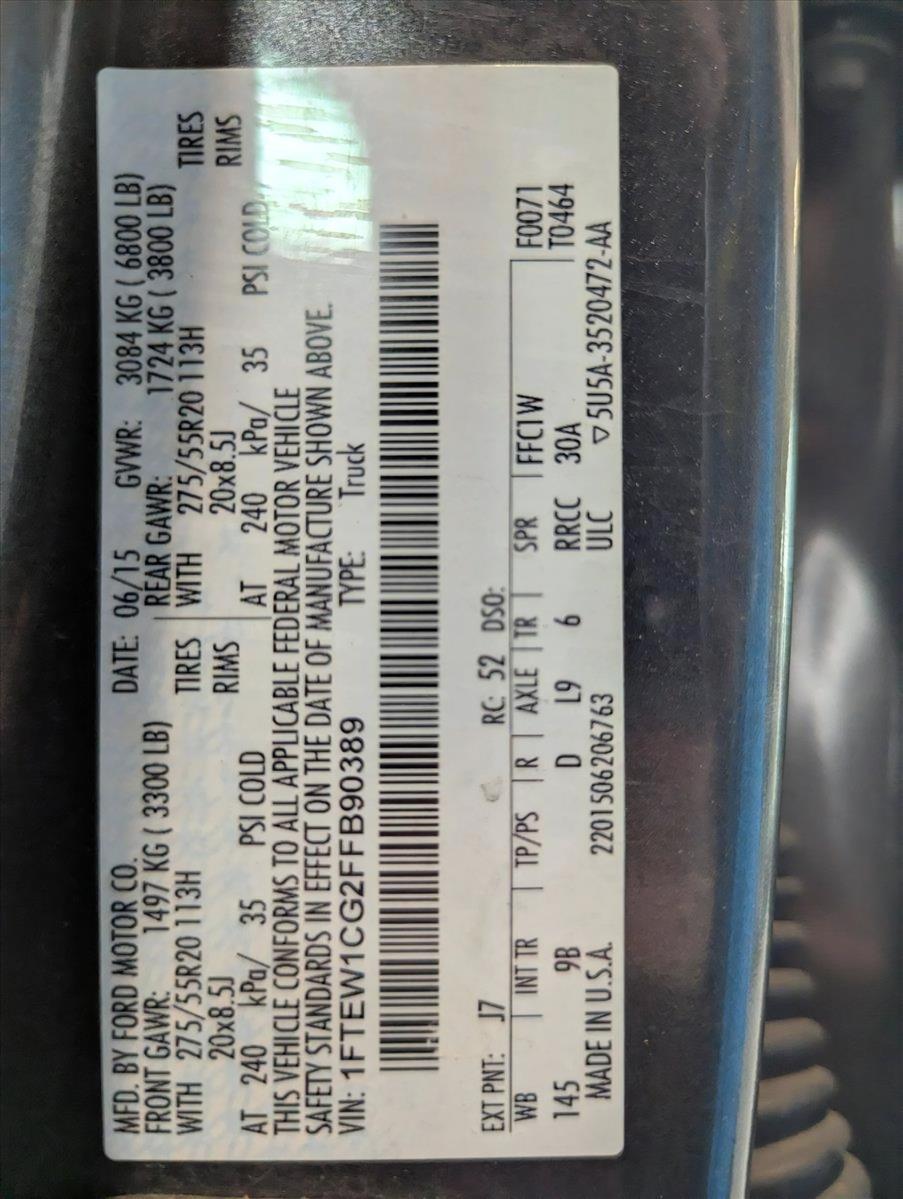 MFD. BY FORD MOTOR CO. DATE: 06/15 GVWR: 3084 KG ( 6800 LB)
FRONT GAWR: 1497 KG ( 3300 LB) REAR GAWR: 1724 KG ( 3800 LB)
WITH 275/55R20 113H TIRES WITH 275/55R20 113H TIRES
20x8.5J RIMS 20x8.5J RIMS
AT 240 kPa/ 35 PSI COLD AT 240 kPa/ 35 PSI COLD
THIS VEHICLE CONFORMS TO ALL APPLICABLE FEDERAL MOTOR VEHICLE
SAFETY STANDARDS IN EFFECT ON THE DATE OF MANUFACTURE SHOWN ABOVE.
VIN: 1FTEW1CG2FFB90389 TYPE: Truck
EXT PNT: J7 RC: 52 DSO:
WB | INT TR | TP/PS | R | AXLE | TR | SPR FFC1W F0071
145 9B D L9 6 RRCC 30A T0464
MADE IN U.S.A. 2201506206763 ULC ▽5U5A-3520472-AA